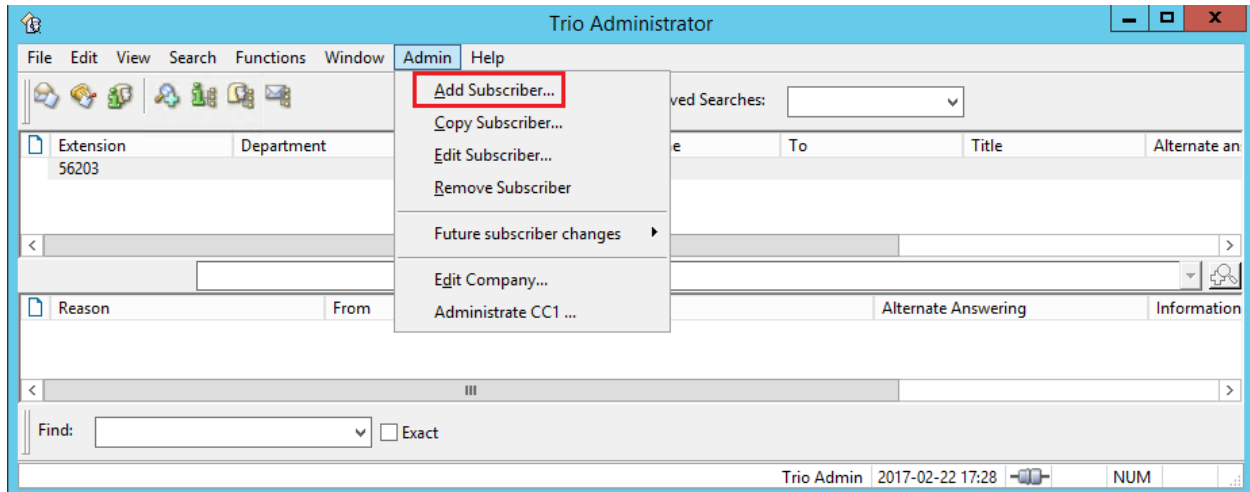 Trio Administrator
File Edit View Search Functions Window Admin Help
Add Subscriber...
ved Searches:
Copy Subscriber...
Extension Department e To Title Alternate an
Edit Subscriber...
56203
Remove Subscriber
Future subscriber changes
Edit Company...
Reason From Alternate Answering Information
Administrate CC1 ...
Find: Exact
Trio Admin 2017-02-22 17:28 NUM